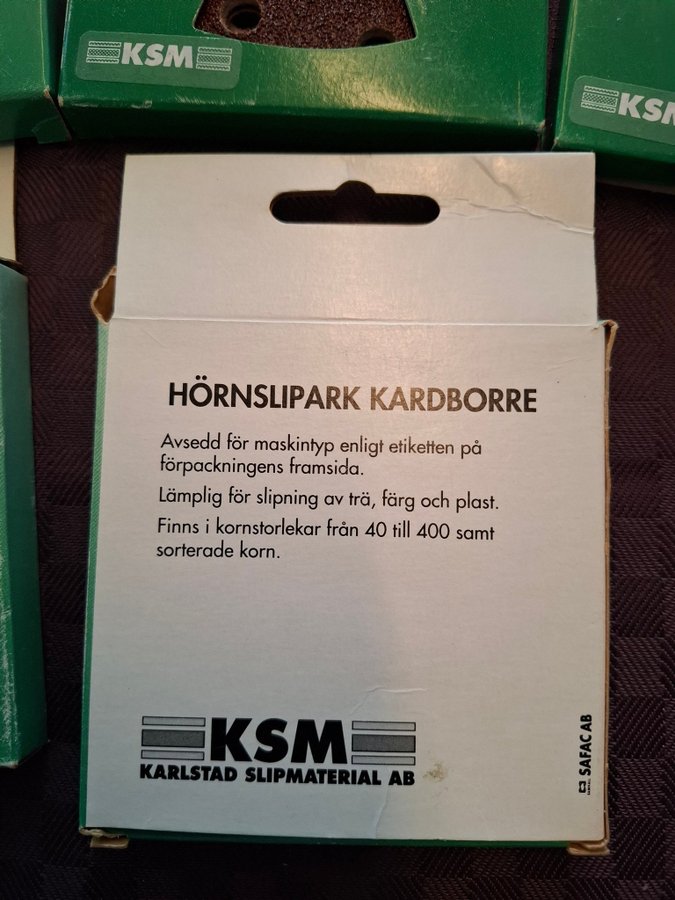 KSM
KSM
HÖRNSLIPARK KARDBORRE
Avsedd för maskintyp enligt etiketten på
förpackningens framsida.
Lämplig för slipning av trä, färg och plast.
Finns i kornstorlekar från 40 till 400 samt
sorterade korn.
KSM
KARLSTAD SLIPMATERIAL AB
SAFAC AB